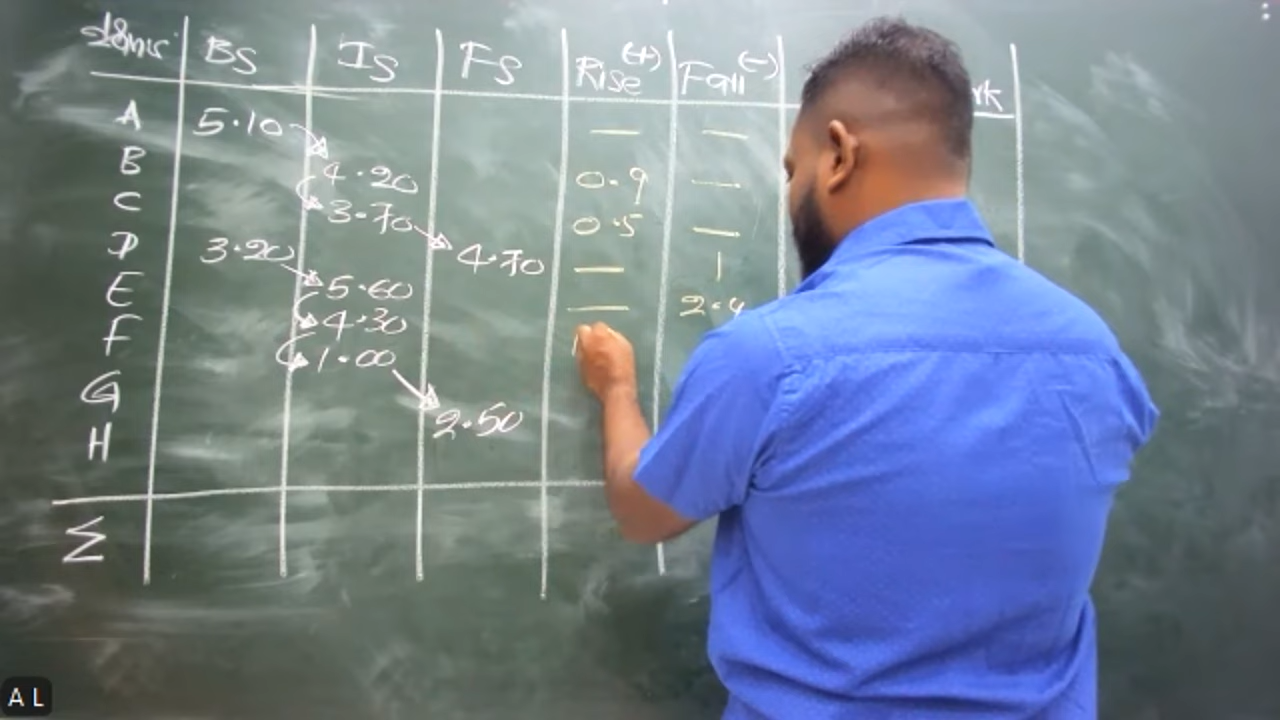 BS IS FS Rise (+) Fall (-) rk
A 5.10 — —
B 4.20 0.9 —
C 3.70 0.5 —
D 3.20 4.70 — 1
E 5.60 — 2.4
F 4.30
G 1.00
H 2.50
Σ
A L